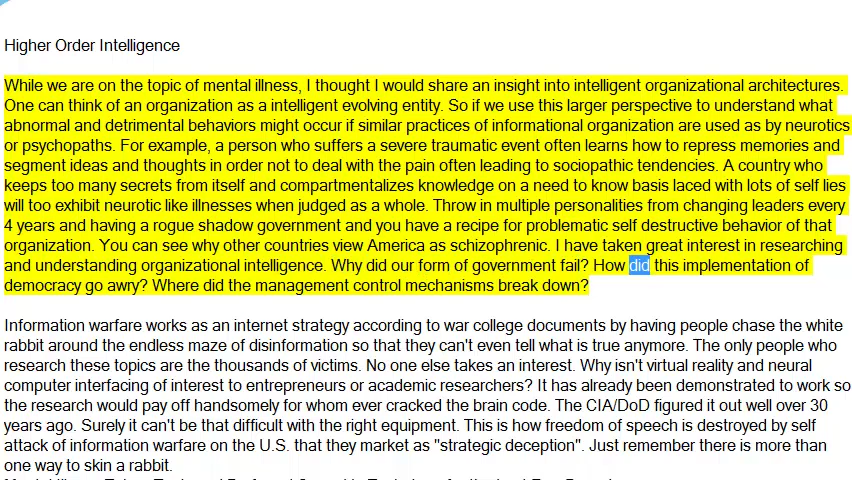 Higher Order Intelligence
While we are on the topic of mental illness, I thought I would share an insight into intelligent organizational architectures.
One can think of an organization as a intelligent evolving entity. So if we use this larger perspective to understand what
abnormal and detrimental behaviors might occur if similar practices of informational organization are used as by neurotics
or psychopaths. For example, a person who suffers a severe traumatic event often learns how to repress memories and
segment ideas and thoughts in order not to deal with the pain often leading to sociopathic tendencies. A country who
keeps too many secrets from itself and compartmentalizes knowledge on a need to know basis laced with lots of self lies
will too exhibit neurotic like illnesses when judged as a whole. Throw in multiple personalities from changing leaders every
4 years and having a rogue shadow government and you have a recipe for problematic self destructive behavior of that
organization. You can see why other countries view America as schizophrenic. I have taken great interest in researching
and understanding organizational intelligence. Why did our form of government fail? How did this implementation of
democracy go awry? Where did the management control mechanisms break down?
Information warfare works as an internet strategy according to war college documents by having people chase the white
rabbit around the endless maze of disinformation so that they can't even tell what is true anymore. The only people who
research these topics are the thousands of victims. No one else takes an interest. Why isn't virtual reality and neural
computer interfacing of interest to entrepreneurs or academic researchers? It has already been demonstrated to work so
the research would pay off handsomely for whom ever cracked the brain code. The CIA/DoD figured it out well over 30
years ago. Surely it can't be that difficult with the right equipment. This is how freedom of speech is destroyed by self
attack of information warfare on the U.S. that they market as "strategic deception". Just remember there is more than
one way to skin a rabbit.